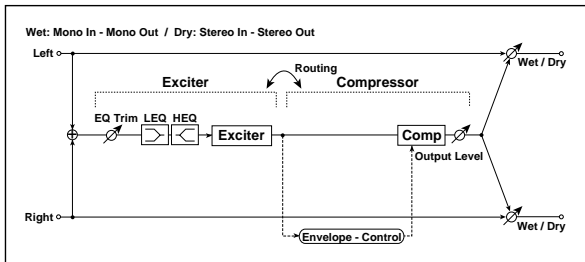 Wet: Mono In - Mono Out / Dry: Stereo In - Stereo Out
Left
Wet / Dry
Routing
Exciter
Compressor
EQ Trim LEQ HEQ
Exciter
Comp
Output Level
Right
Wet / Dry
Envelope - Control